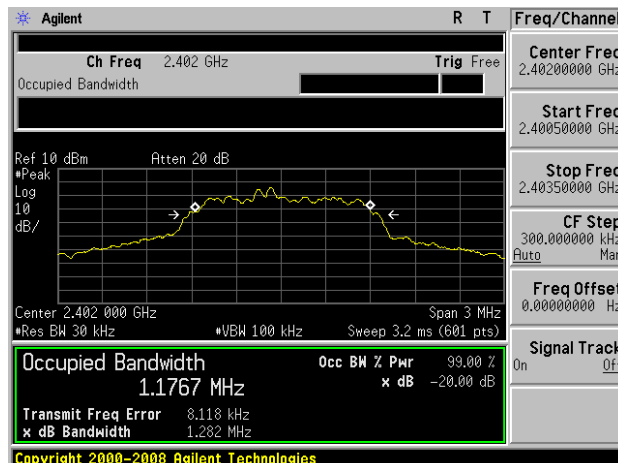 Agilent R T Freq/Channel
Ch Freq 2.402 GHz Trig Free
Occupied Bandwidth
Center Freq
2.40200000 GHz
Start Freq
2.40050000 GHz
Stop Freq
2.40350000 GHz
CF Step
300.000000 kHz
Auto Man
Freq Offset
0.00000000 Hz
Signal Track
On Off
Ref 10 dBm Atten 20 dB
#Peak
Log
10
dB/
Center 2.402 000 GHz Span 3 MHz
#Res BW 30 kHz #VBW 100 kHz Sweep 3.2 ms (601 pts)
Occupied Bandwidth Occ BW % Pwr 99.00 %
1.1767 MHz x dB -20.00 dB
Transmit Freq Error 8.118 kHz
x dB Bandwidth 1.282 MHz
Copyright 2000-2008 Agilent Technologies